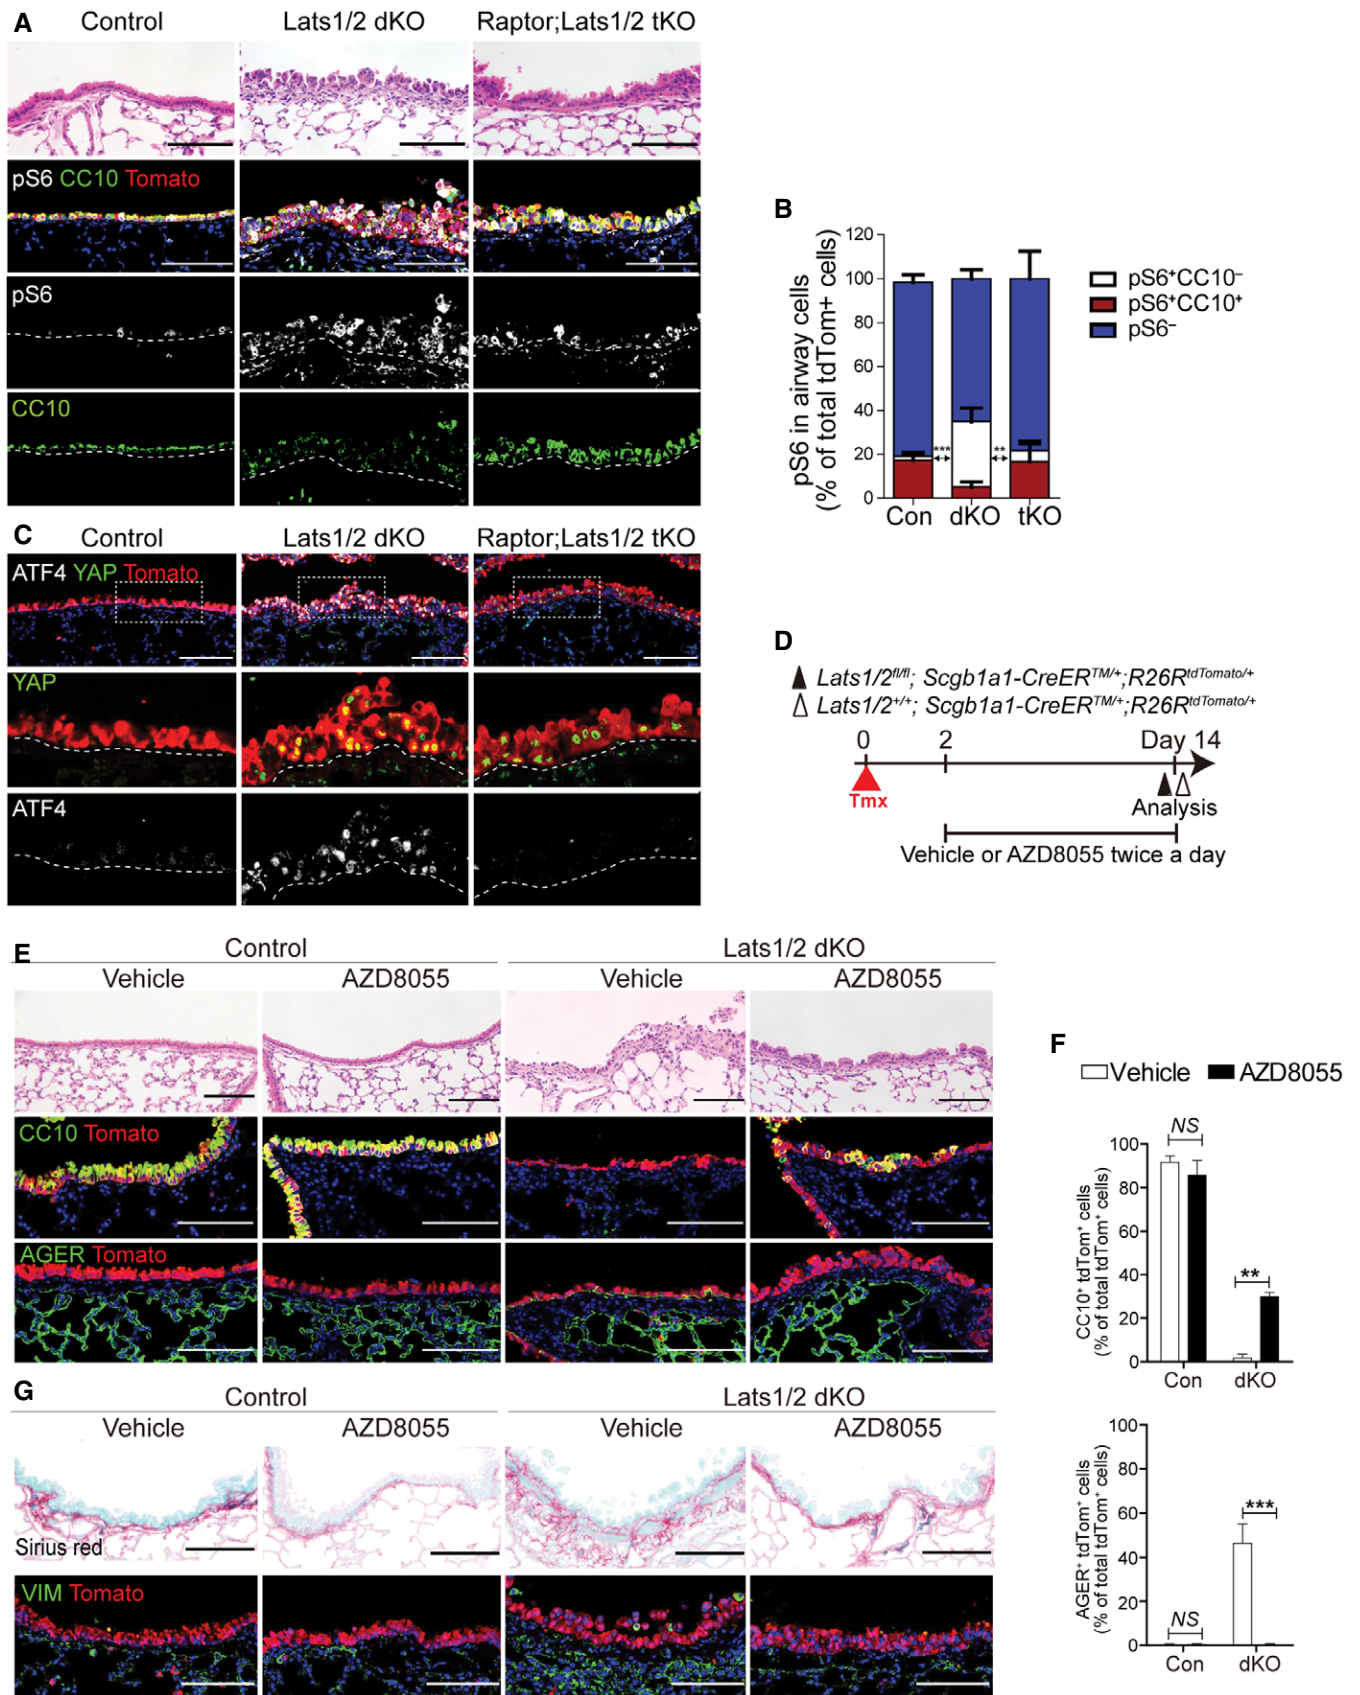 A
Control Lats1/2 dKO Raptor;Lats1/2 tKO
pS6 CC10 Tomato
pS6
CC10
B
pS6 in airway cells
(% of total tdTom+ cells)
120
100
80
60
40
20
0
*** **
Con dKO tKO
pS6⁺CC10⁻
pS6⁺CC10⁺
pS6⁻
C
Control Lats1/2 dKO Raptor;Lats1/2 tKO
ATF4 YAP Tomato
YAP
ATF4
D
Lats1/2fl/fl; Scgb1a1-CreERTM/+;R26RtdTomato/+
Lats1/2+/+; Scgb1a1-CreERTM/+;R26RtdTomato/+
0 2 Day 14
Tmx
Analysis
Vehicle or AZD8055 twice a day
E
Control Lats1/2 dKO
Vehicle AZD8055 Vehicle AZD8055
CC10 Tomato
AGER Tomato
F
Vehicle AZD8055
CC10⁺ tdTom⁺ cells
(% of total tdTom⁺ cells)
100
80
60
40
20
0
NS
**
Con dKO
AGER⁺ tdTom⁺ cells
(% of total tdTom⁺ cells)
100
80
60
40
20
0
NS
***
Con dKO
G
Control Lats1/2 dKO
Vehicle AZD8055 Vehicle AZD8055
Sirius red
VIM Tomato